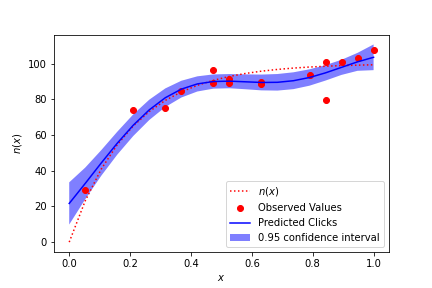 100
80
60
40
20
0
n(x)
0.0 0.2 0.4 0.6 0.8 1.0
x
n(x)
Observed Values
Predicted Clicks
0.95 confidence interval